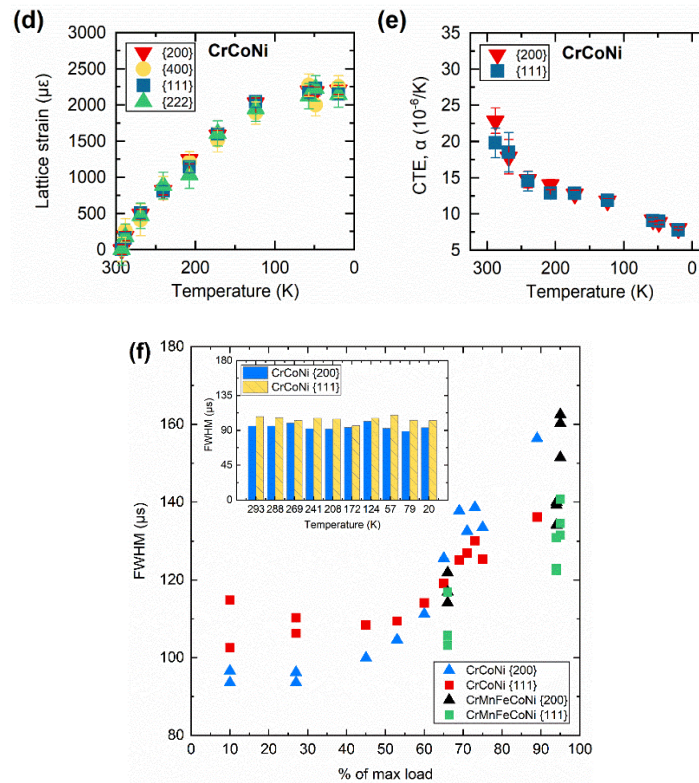 (d)
CrCoNi
{200}
{400}
{111}
{222}
Lattice strain (με)
3000
2500
2000
1500
1000
500
0
300
200
100
0
Temperature (K)
(e)
CrCoNi
{200}
{111}
CTE, α (10⁻⁶/K)
35
30
25
20
15
10
5
300
200
100
0
Temperature (K)
(f)
FWHM (μs)
180
160
140
120
100
80
0 10 20 30 40 50 60 70 80 90 100
% of max load
CrCoNi {200}
CrCoNi {111}
FWHM (μs)
180
135
90
45
0
293 288 269 241 208 172 124 57 79 20
Temperature (K)
CrCoNi {200}
CrCoNi {111}
CrMnFeCoNi {200}
CrMnFeCoNi {111}